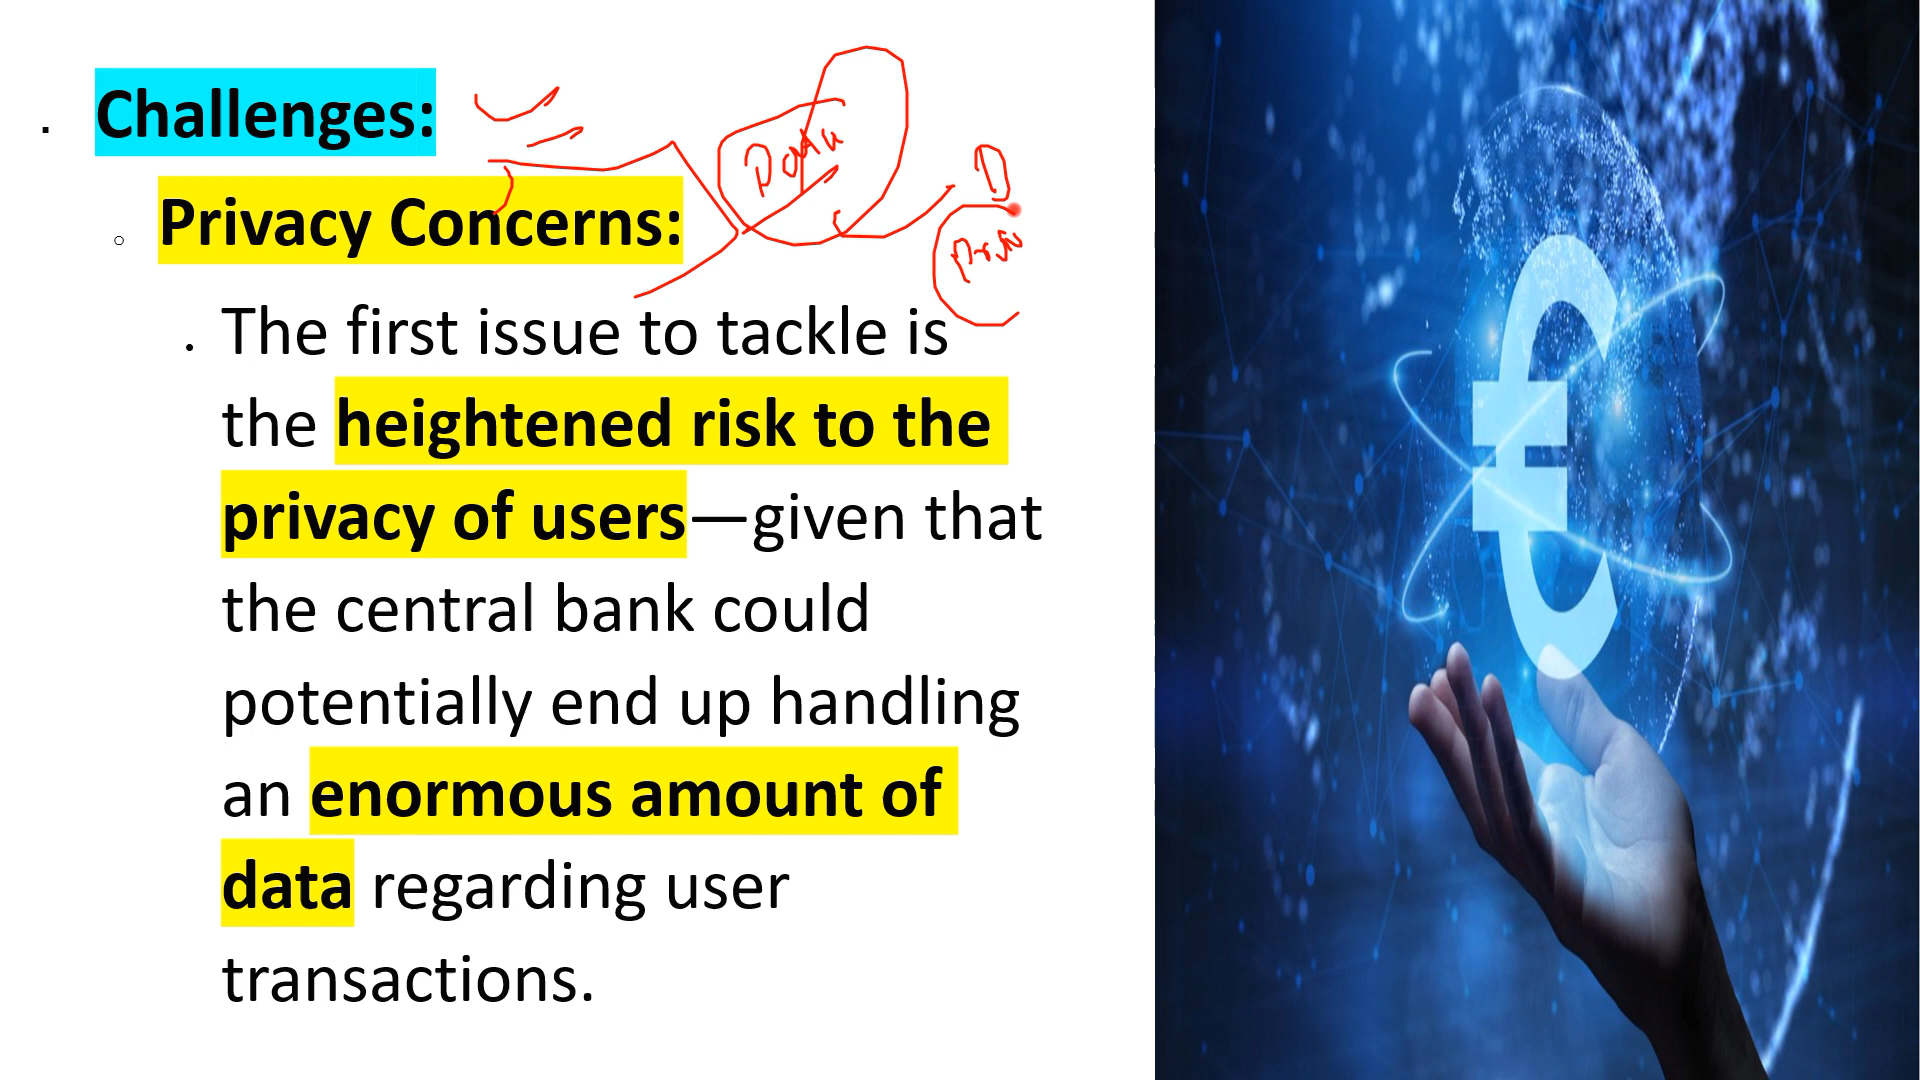 Challenges:
Data
D
Privacy Concerns:
The first issue to tackle is
the heightened risk to the
privacy of users—given that
the central bank could
potentially end up handling
an enormous amount of
data regarding user
transactions.